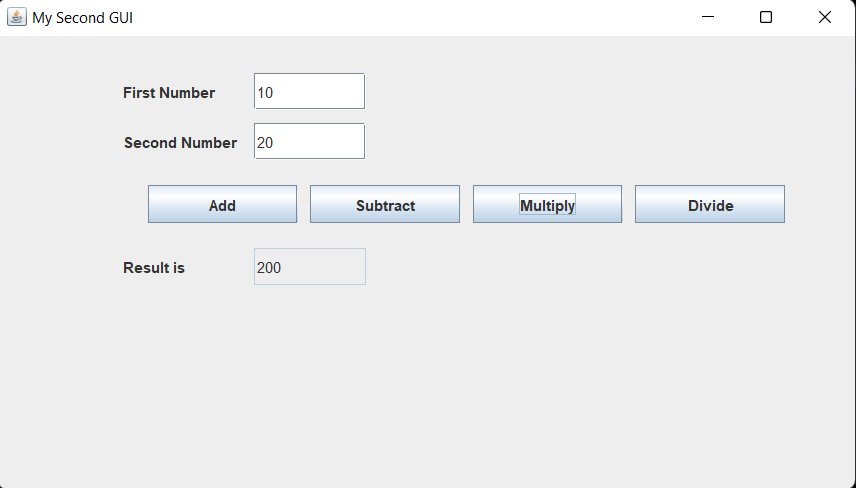 My Second GUI
First Number 10
Second Number 20
Add Subtract Multiply Divide
Result is 200